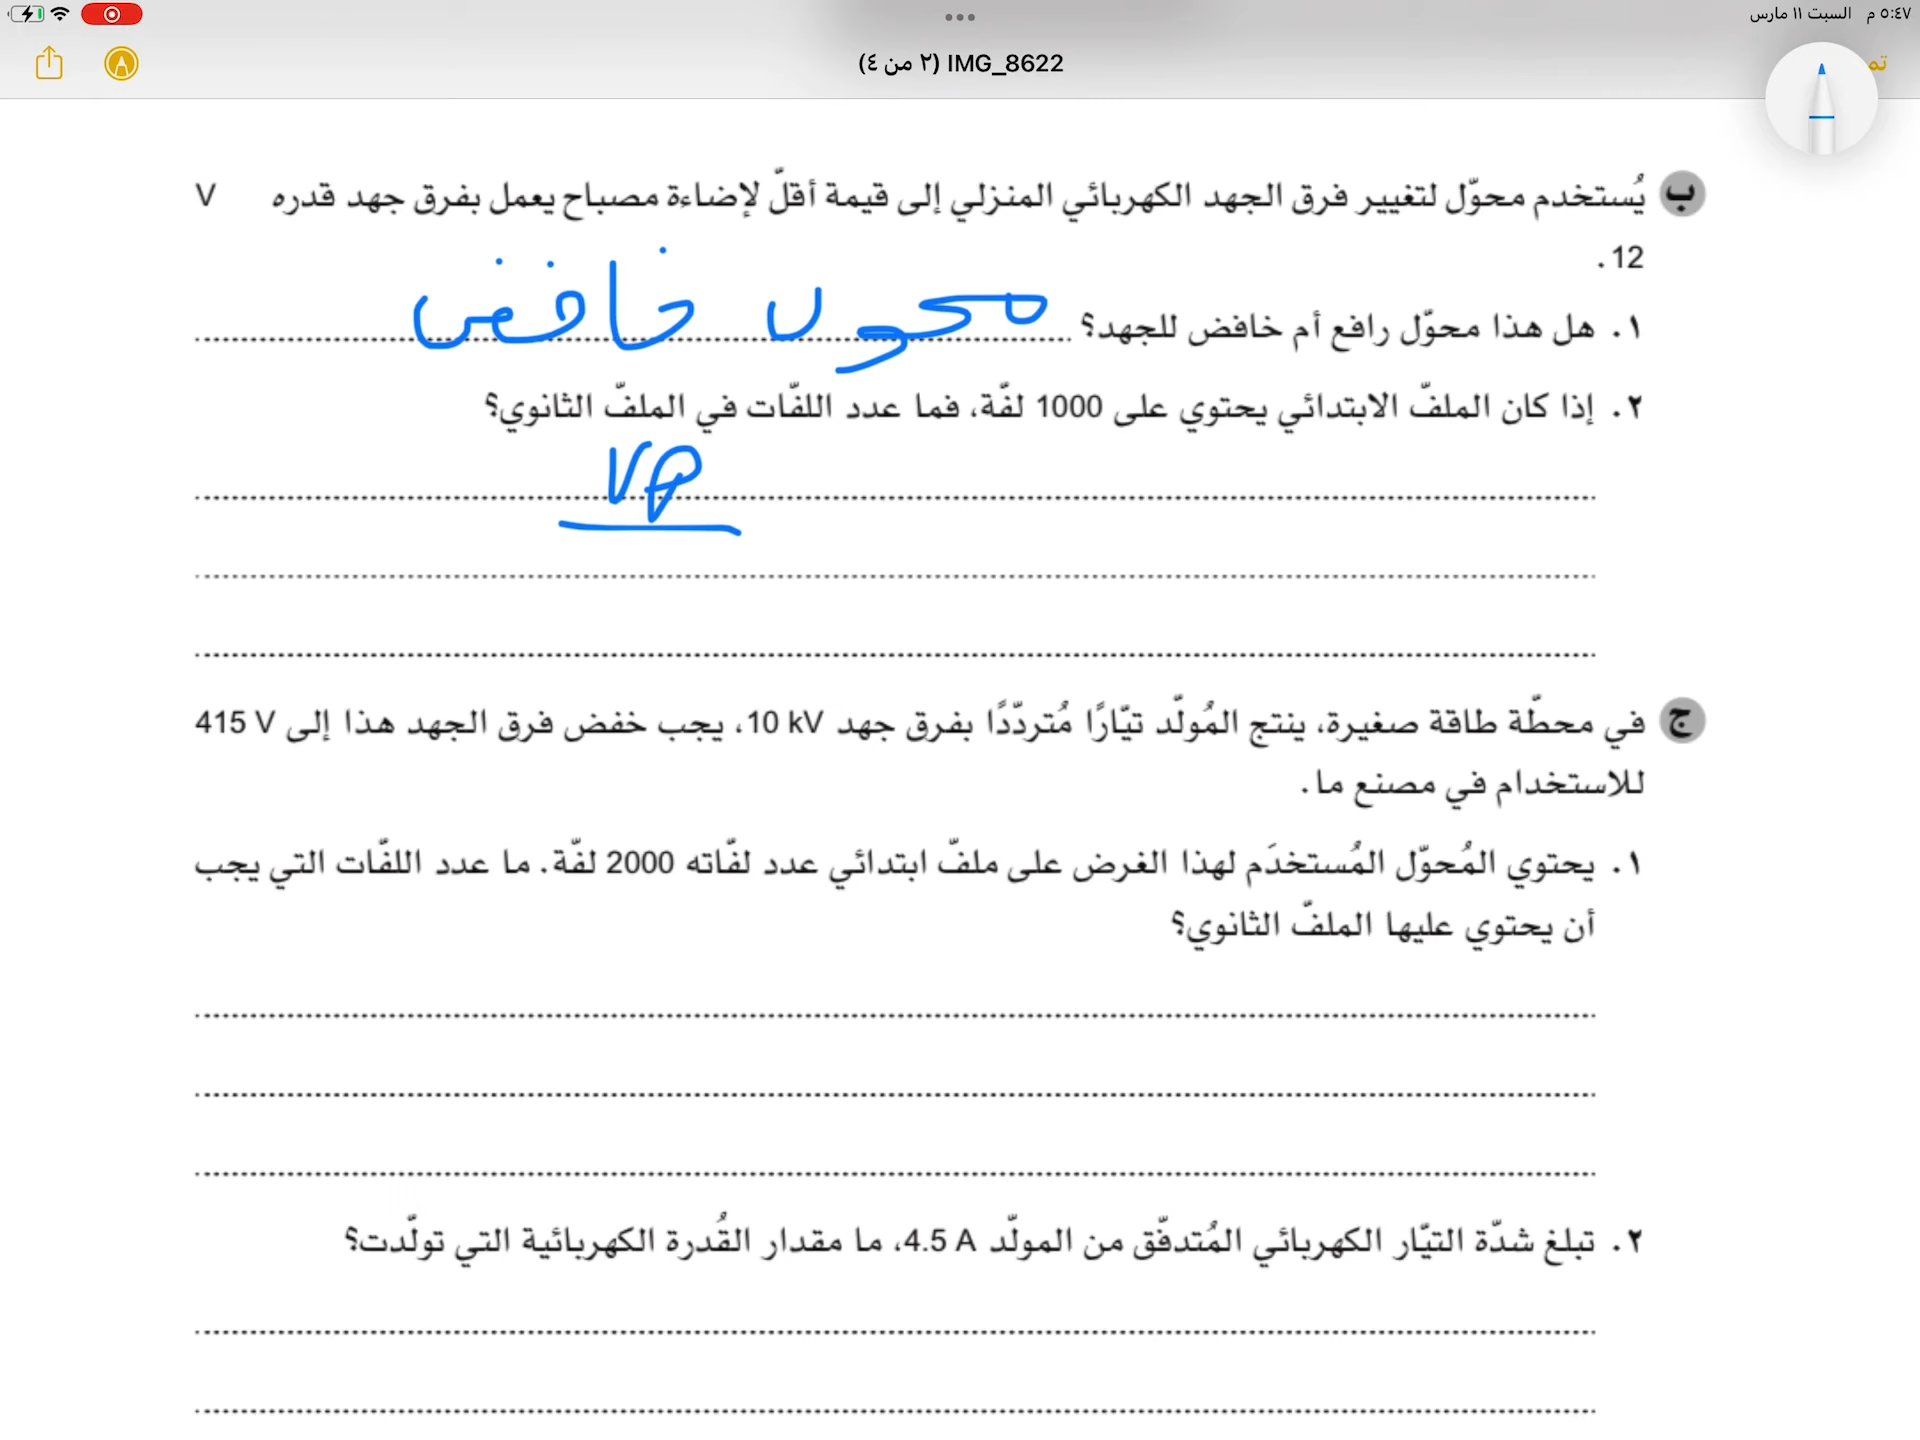 ٥:٤٧ م السبت ١١ مارس
IMG_8622 (٢ من ٤)
تم
ب يُستخدم محوّل لتغيير فرق الجهد الكهربائي المنزلي إلى قيمة أقلّ لإضاءة مصباح يعمل بفرق جهد قدره V
12 .
١. هل هذا محوّل رافع أم خافض للجهد؟ محول خافض
٢. إذا كان الملفّ الابتدائي يحتوي على 1000 لفّة، فما عدد اللفّات في الملفّ الثانوي؟
VP
ج في محطّة طاقة صغيرة، ينتج المُولّد تيّارًا مُتردّدًا بفرق جهد 10 kV، يجب خفض فرق الجهد هذا إلى 415 V
للاستخدام في مصنع ما.
١. يحتوي المُحوّل المُستخدَم لهذا الغرض على ملفّ ابتدائي عدد لفّاته 2000 لفّة. ما عدد اللفّات التي يجب
أن يحتوي عليها الملفّ الثانوي؟
٢. تبلغ شدّة التيّار الكهربائي المُتدفّق من المولّد 4.5 A، ما مقدار القُدرة الكهربائية التي تولّدت؟